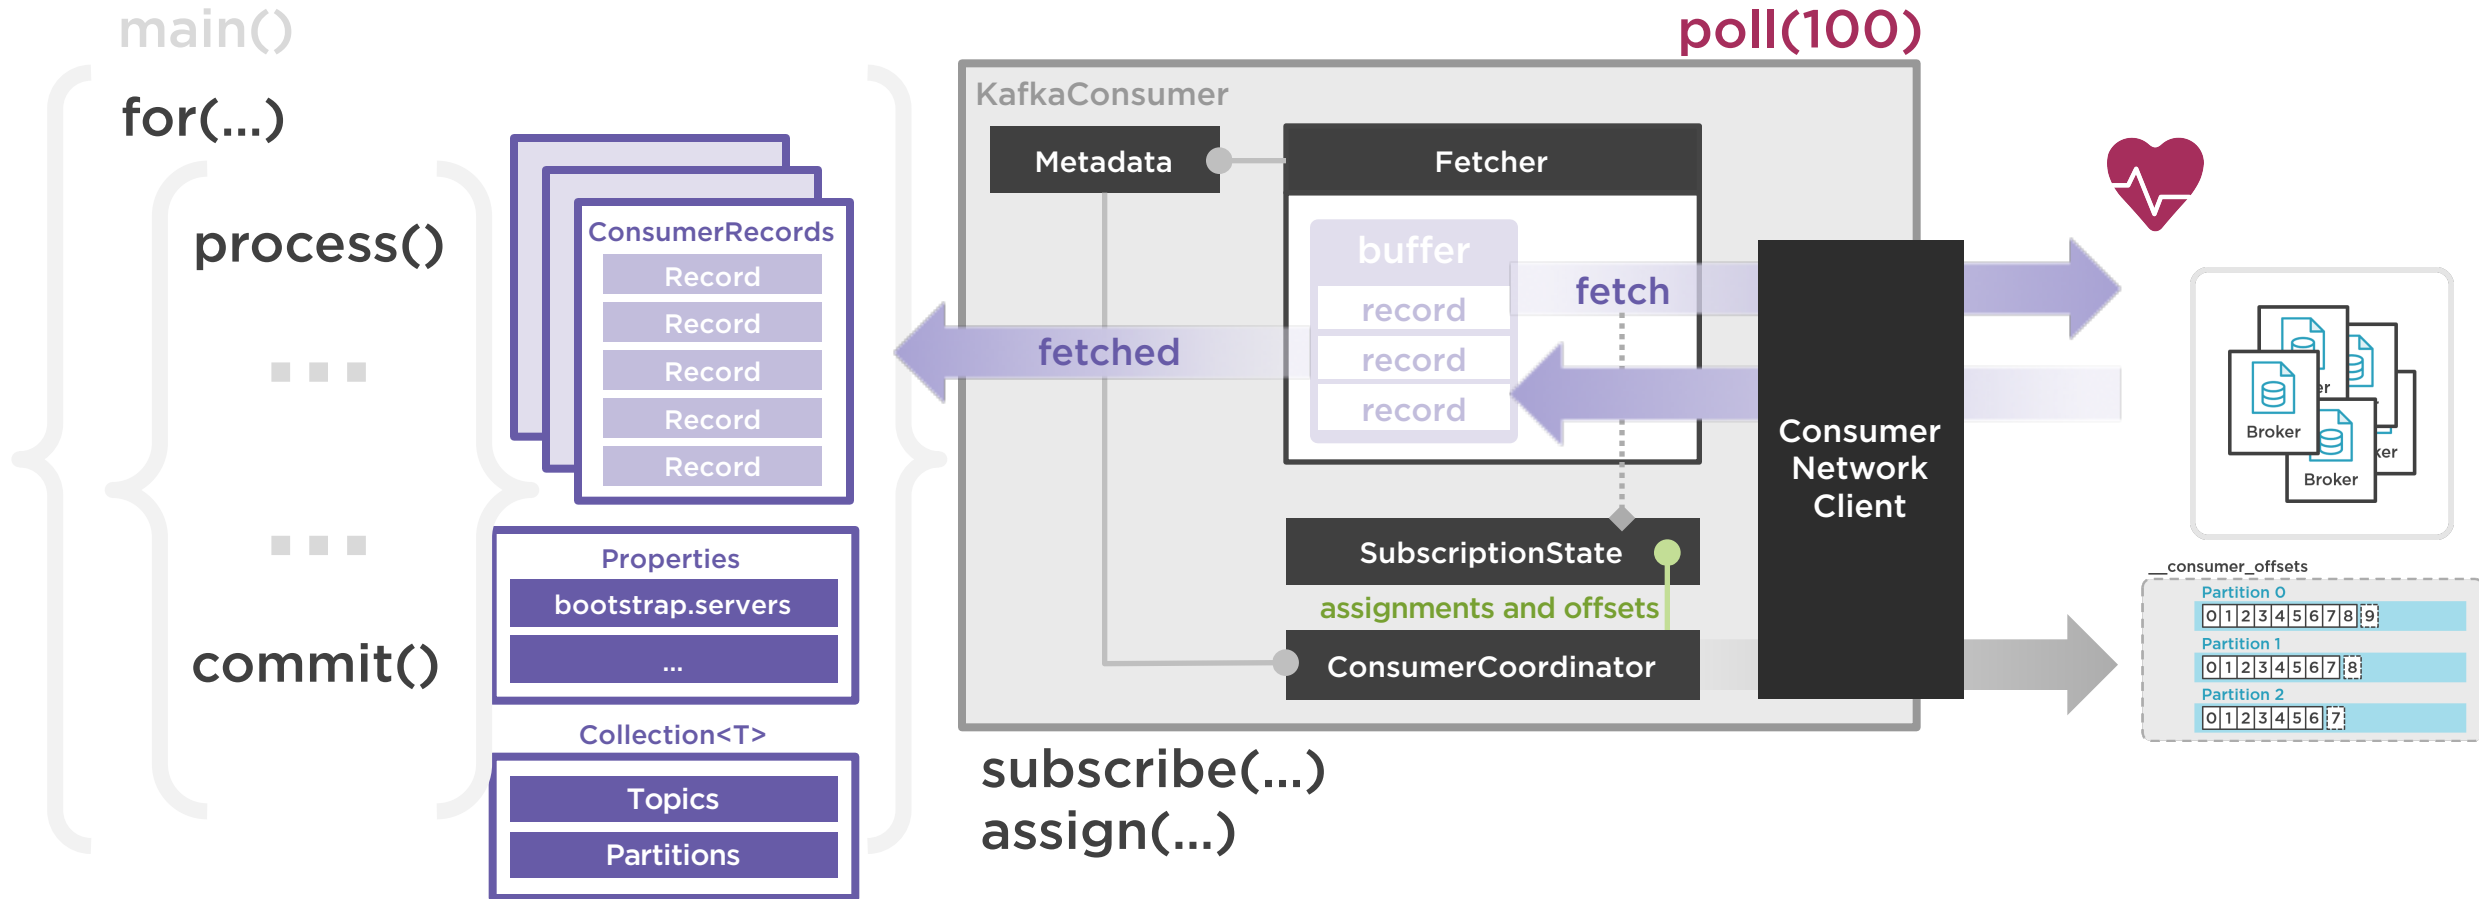 main()
for(...)
process()
...
...
commit()
ConsumerRecords
Record
Record
Record
Record
Record
Properties
bootstrap.servers
...
Collection<T>
Topics
Partitions
poll(100)
KafkaConsumer
Metadata
Fetcher
buffer
record
record
record
fetch
fetched
SubscriptionState
assignments and offsets
ConsumerCoordinator
Consumer
Network
Client
subscribe(...)
assign(...)
er
Broker
ker
Broker
__consumer_offsets
Partition 0
0 1 2 3 4 5 6 7 8 9
Partition 1
0 1 2 3 4 5 6 7 8
Partition 2
0 1 2 3 4 5 6 7